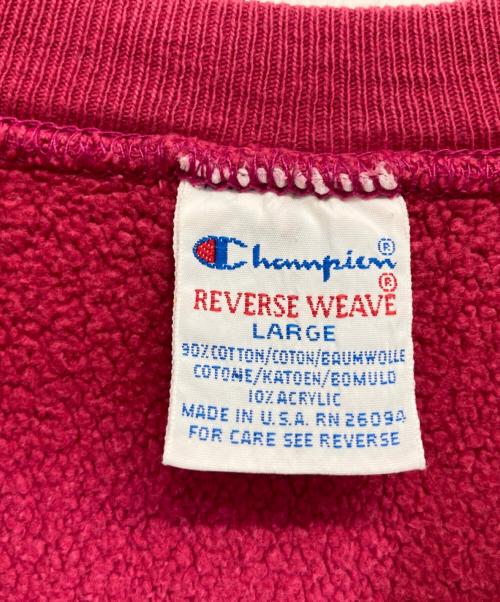 Champion®
REVERSE WEAVE®
LARGE
90%COTTON/COTON/BAUMWOLLE
COTONE/KATOEN/BOMULD
10% ACRYLIC
MADE IN U.S.A. RN 26094
FOR CARE SEE REVERSE